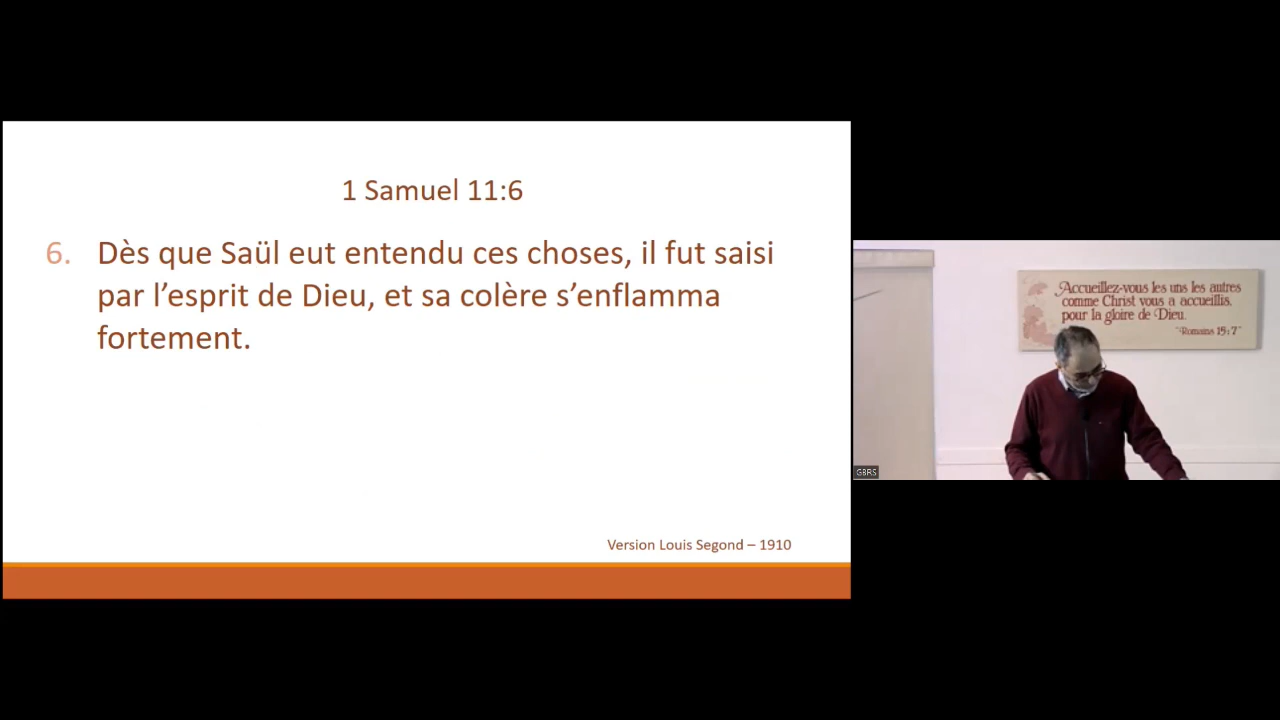 1 Samuel 11:6
6. Dès que Saül eut entendu ces choses, il fut saisi
par l’esprit de Dieu, et sa colère s’enflamma
fortement.
Version Louis Segond – 1910
Accueillez-vous les uns les autres
comme Christ vous a accueillis,
pour la gloire de Dieu.
"Romains 15:7"
GBRS